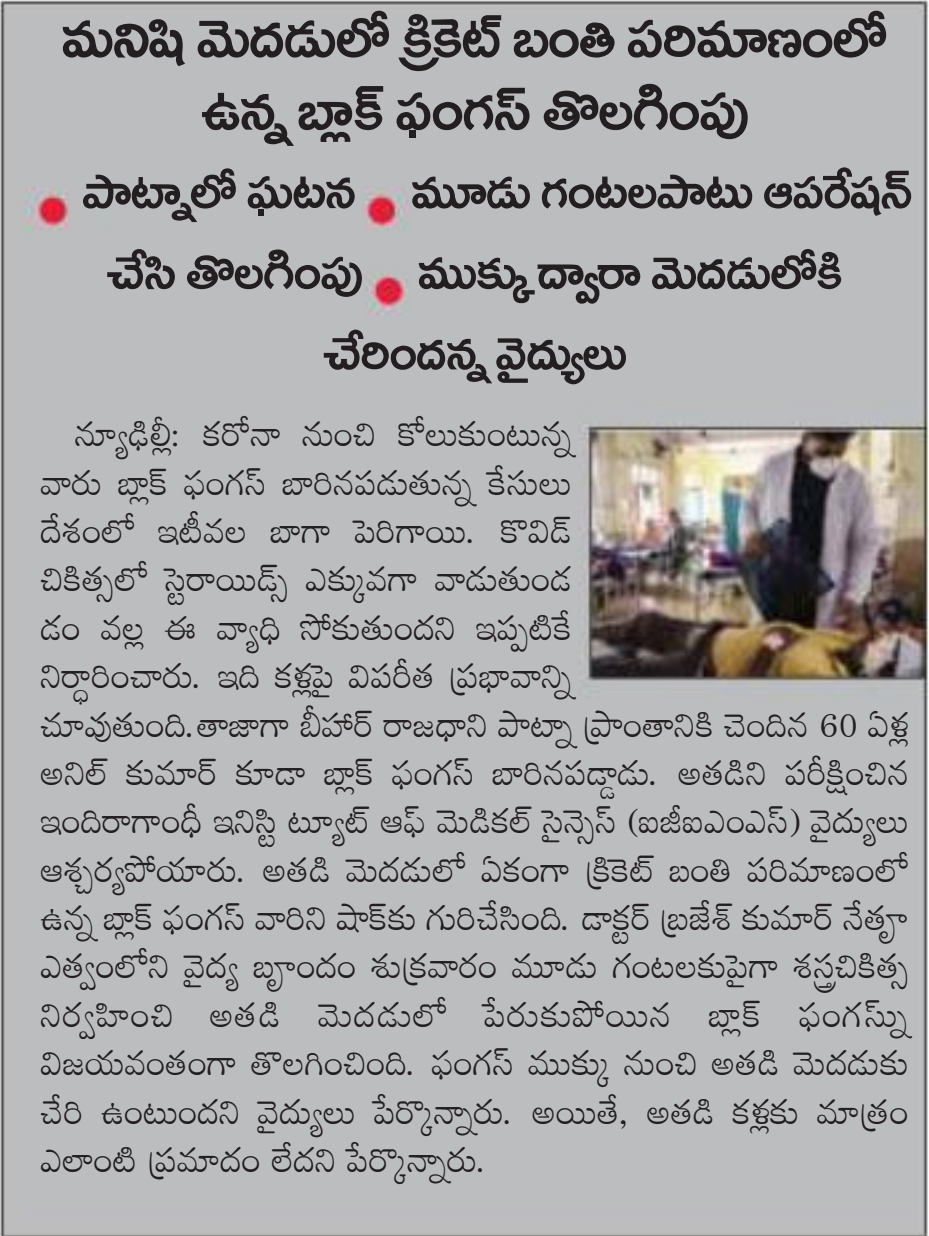 మనిషి మెదడులో క్రికెట్ బంతి పరిమాణంలో
ఉన్న బ్లాక్ ఫంగస్ తొలగింపు
• పాట్నాలో ఘటన • మూడు గంటలపాటు ఆపరేషన్
చేసి తొలగింపు • ముక్కుద్వారా మెదడులోకి
చేరిందన్న వైద్యులు
న్యూఢిల్లీ: కరోనా నుంచి కోలుకుంటున్న
వారు బ్లాక్ ఫంగస్ బారినపడుతున్న కేసులు
దేశంలో ఇటీవల బాగా పెరిగాయి. కొవిడ్
చికిత్సలో స్టెరాయిడ్స్ ఎక్కువగా వాడుతుండ
డం వల్ల ఈ వ్యాధి సోకుతుందని ఇప్పటికే
నిర్ధారించారు. ఇది కళ్లపై విపరీత ప్రభావాన్ని
చూవుతుంది.తాజాగా బీహార్ రాజధాని పాట్నా ప్రాంతానికి చెందిన 60 ఏళ్ల
అనిల్ కుమార్ కూడా బ్లాక్ ఫంగస్ బారినపడ్డాడు. అతడిని పరీక్షించిన
ఇందిరాగాంధీ ఇనిస్టి ట్యూట్ ఆఫ్ మెడికల్ సైన్సెస్ (ఐజీఐఎంఎస్) వైద్యులు
ఆశ్చర్యపోయారు. అతడి మెదడులో ఏకంగా క్రికెట్ బంతి పరిమాణంలో
ఉన్న బ్లాక్ ఫంగస్ వారిని షాక్‌కు గురిచేసింది. డాక్టర్ బ్రజేశ్ కుమార్ నేతౄ
ఎత్వంలోని వైద్య బృందం శుక్రవారం మూడు గంటలకుపైగా శస్త్రచికిత్స
నిర్వహించి అతడి మెదడులో పేరుకుపోయిన బ్లాక్ ఫంగస్ను
విజయవంతంగా తొలగించింది. ఫంగస్ ముక్కు నుంచి అతడి మెదడుకు
చేరి ఉంటుందని వైద్యులు పేర్కొన్నారు. అయితే, అతడి కళ్లకు మాత్రం
ఎలాంటి ప్రమాదం లేదని పేర్కొన్నారు.